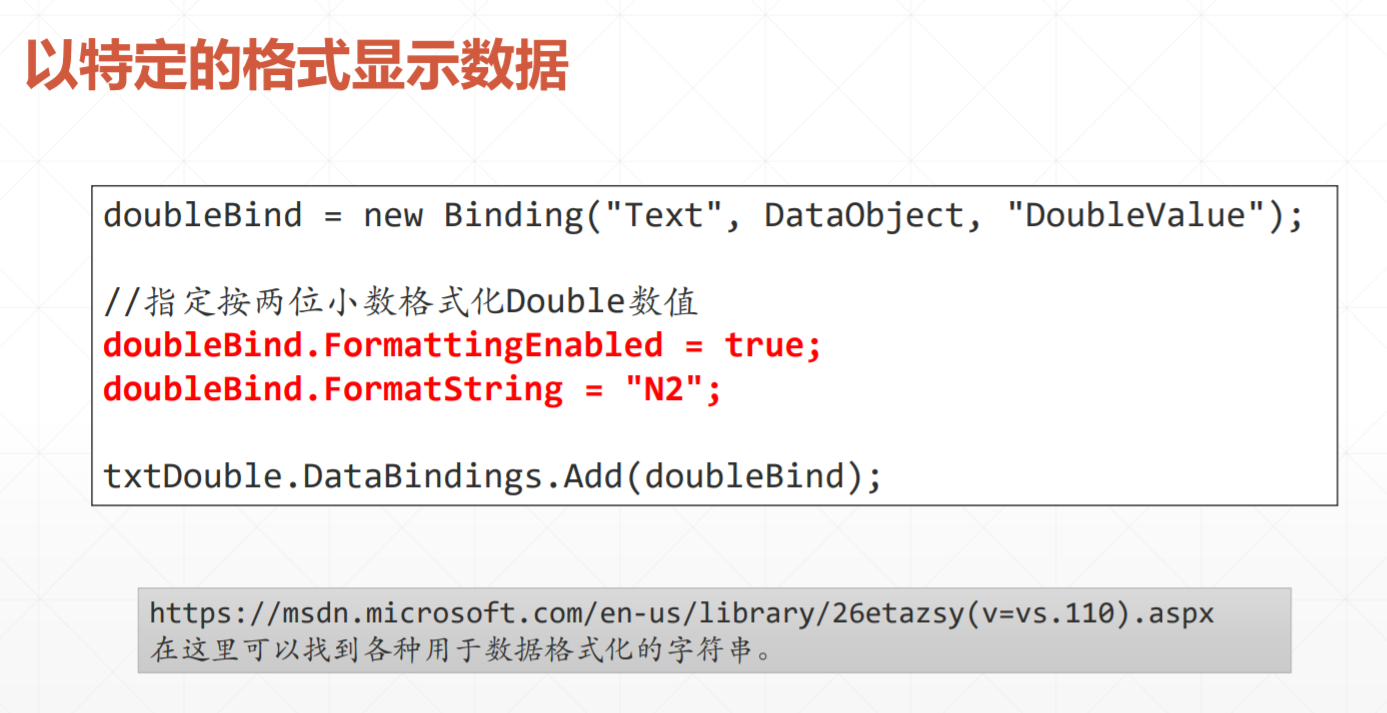 以特定的格式显示数据
doubleBind = new Binding("Text", DataObject, "DoubleValue");
//指定按两位小数格式化Double数值
doubleBind.FormattingEnabled = true;
doubleBind.FormatString = "N2";
txtDouble.DataBindings.Add(doubleBind);
https://msdn.microsoft.com/en-us/library/26etazsy(v=vs.110).aspx
在这里可以找到各种用于数据格式化的字符串。